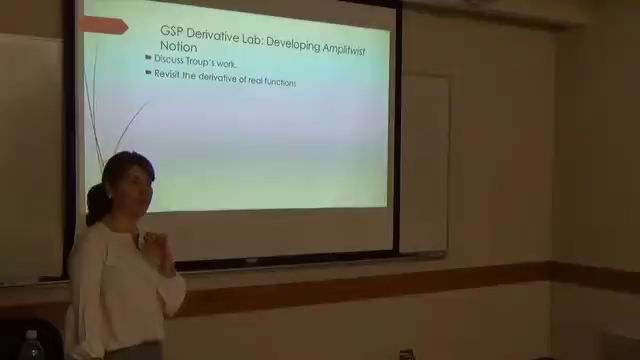 GSP Derivative Lab: Developing Amplitwist
Notion
Discuss Troup's work.
Revisit the derivative of real functions